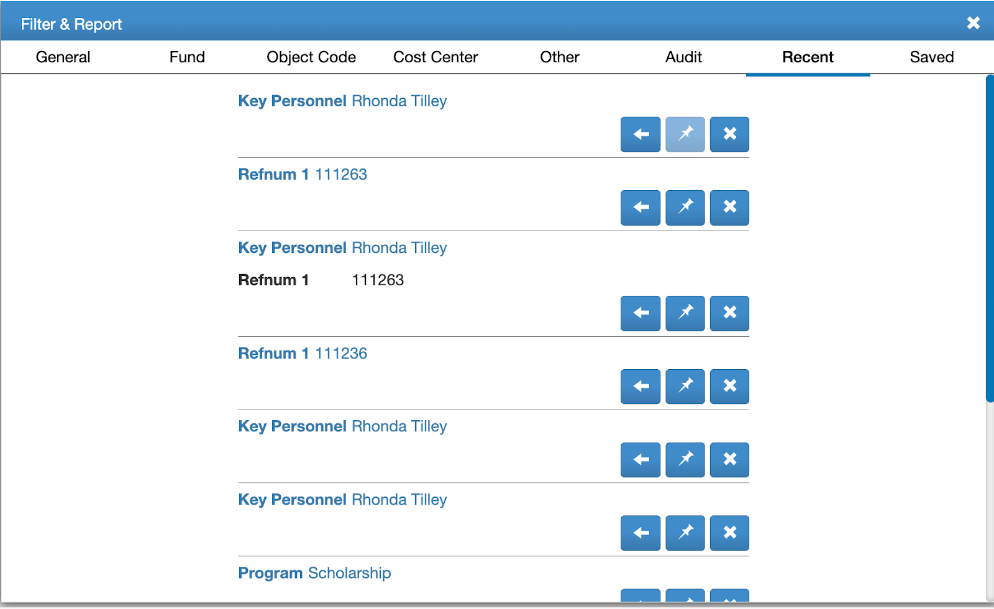 Filter & Report
General Fund Object Code Cost Center Other Audit Recent Saved
Key Personnel Rhonda Tilley
Refnum 1 111263
Key Personnel Rhonda Tilley
Refnum 1 111263
Refnum 1 111236
Key Personnel Rhonda Tilley
Key Personnel Rhonda Tilley
Program Scholarship